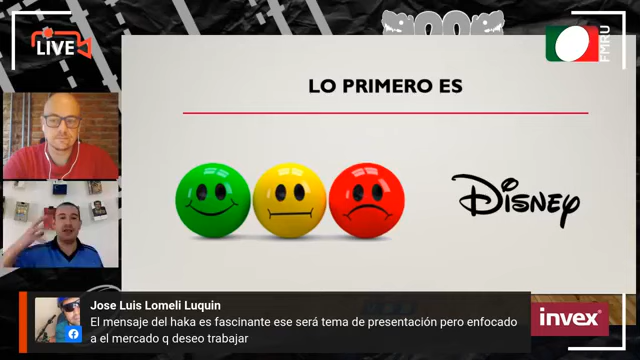 LIVE
FMRU
LO PRIMERO ES
Disney
Jose Luis Lomeli Luquin
El mensaje del haka es fascinante ese será tema de presentación pero enfocado
a el mercado q deseo trabajar
invex